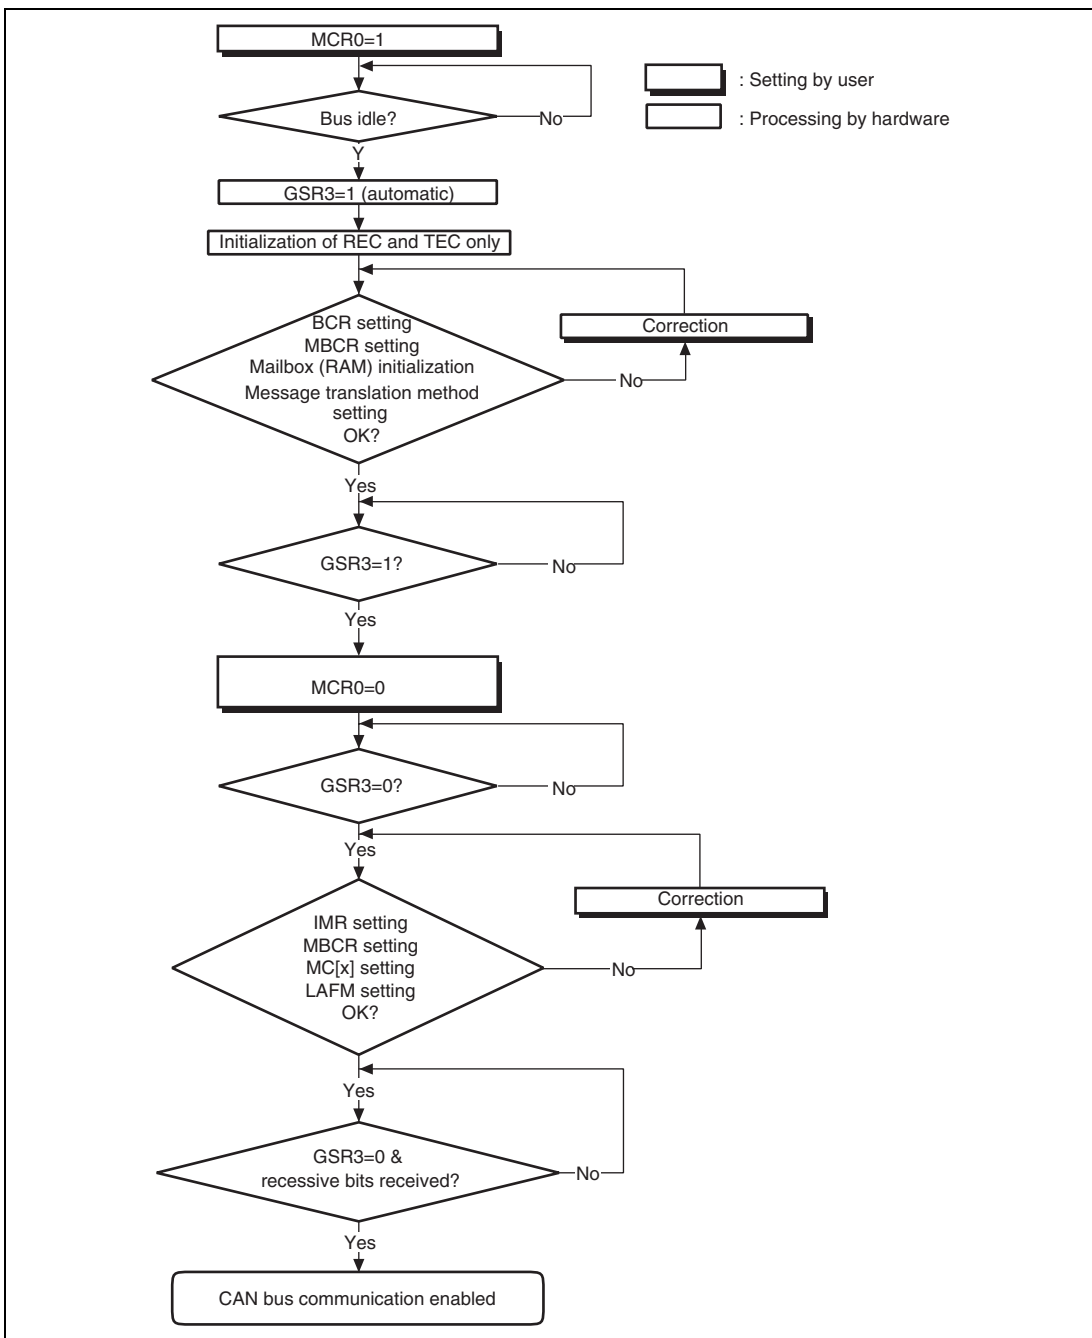 MCR0=1
: Setting by user
Bus idle?
No
: Processing by hardware
Y
GSR3=1 (automatic)
Initialization of REC and TEC only
BCR setting
MBCR setting
Mailbox (RAM) initialization
Message translation method
setting
OK?
Correction
No
Yes
GSR3=1?
No
Yes
MCR0=0
GSR3=0?
No
Yes
Correction
IMR setting
MBCR setting
MC[x] setting
LAFM setting
OK?
No
Yes
GSR3=0 &
recessive bits received?
No
Yes
CAN bus communication enabled